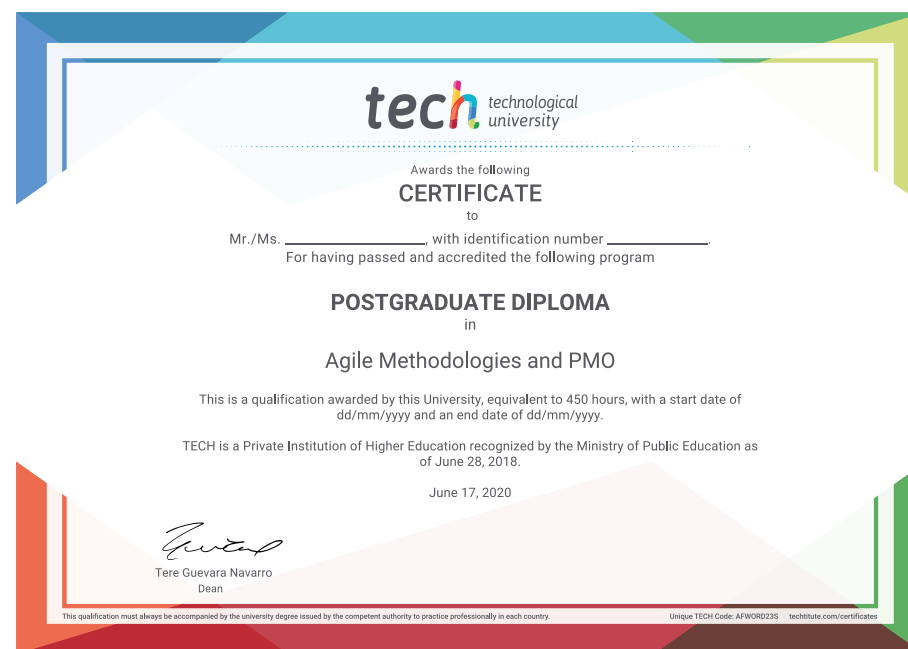 tech technological
university
Awards the following
CERTIFICATE
to
Mr./Ms. ____________________, with identification number ______________.
For having passed and accredited the following program
POSTGRADUATE DIPLOMA
in
Agile Methodologies and PMO
This is a qualification awarded by this University, equivalent to 450 hours, with a start date of
dd/mm/yyyy and an end date of dd/mm/yyyy.
TECH is a Private Institution of Higher Education recognized by the Ministry of Public Education as
of June 28, 2018.
June 17, 2020
Tere Guevara Navarro
Dean
This qualification must always be accompanied by the university degree issued by the competent authority to practice professionally in each country. Unique TECH Code: AFWORD23S techtitute.com/certificates